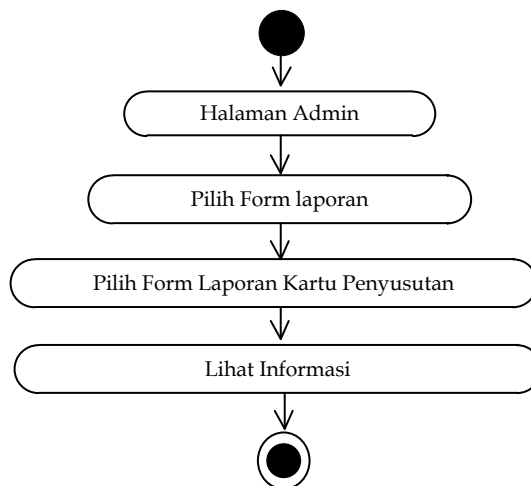 Halaman Admin
Pilih Form laporan
Pilih Form Laporan Kartu Penyusutan
Lihat Informasi